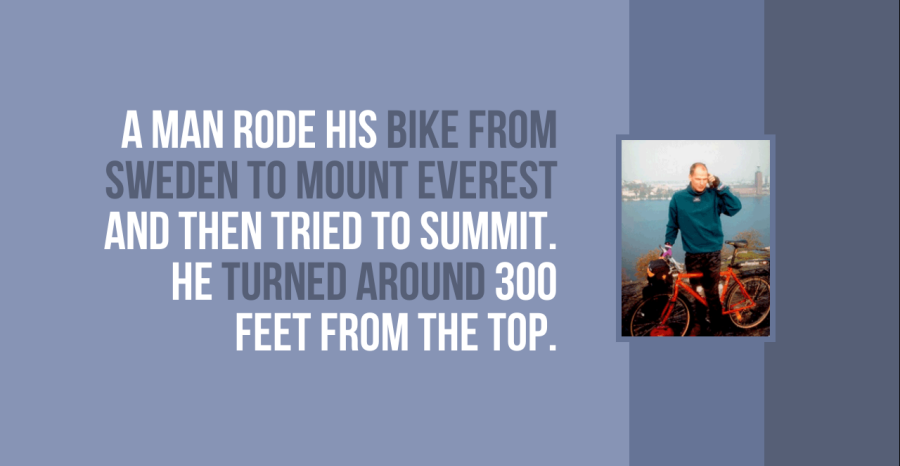 A MAN RODE HIS BIKE FROM
SWEDEN TO MOUNT EVEREST
AND THEN TRIED TO SUMMIT.
HE TURNED AROUND 300
FEET FROM THE TOP.